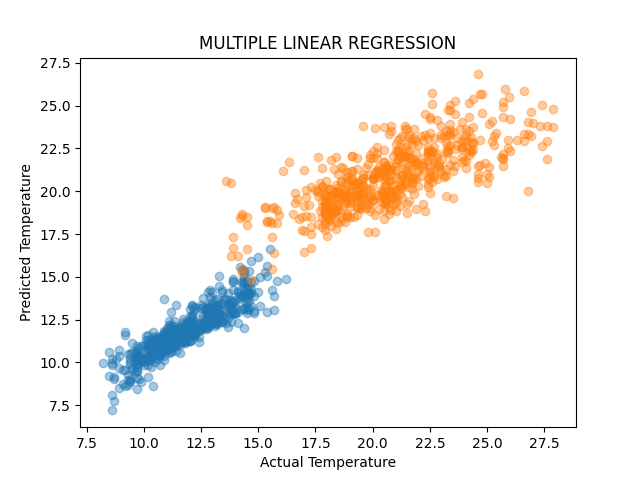 MULTIPLE LINEAR REGRESSION
27.5
25.0
22.5
20.0
17.5
15.0
12.5
10.0
7.5
Predicted Temperature
7.5 10.0 12.5 15.0 17.5 20.0 22.5 25.0 27.5
Actual Temperature